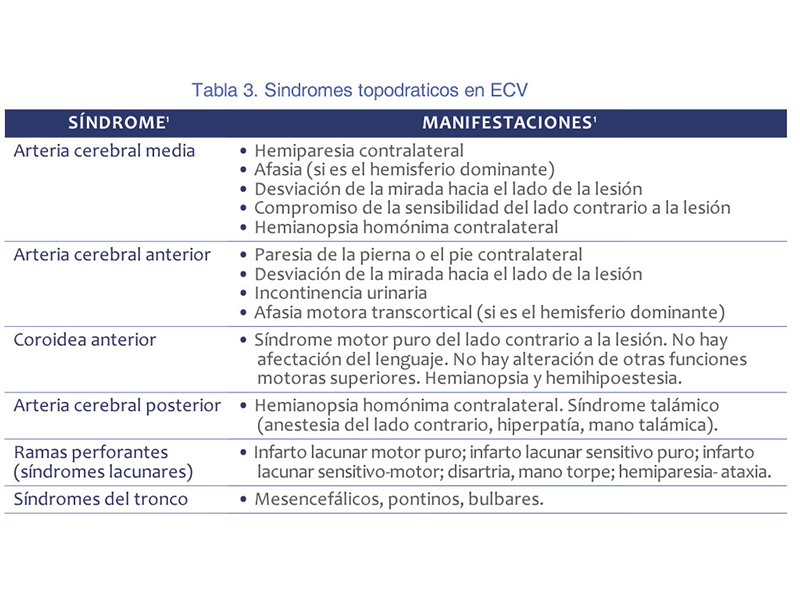 Tabla 3. Sindromes topodraticos en ECV
SÍNDROME¹
MANIFESTACIONES¹
Arteria cerebral media
• Hemiparesia contralateral
• Afasia (si es el hemisferio dominante)
• Desviación de la mirada hacia el lado de la lesión
• Compromiso de la sensibilidad del lado contrario a la lesión
• Hemianopsia homónima contralateral
Arteria cerebral anterior
• Paresia de la pierna o el pie contralateral
• Desviación de la mirada hacia el lado de la lesión
• Incontinencia urinaria
• Afasia motora transcortical (si es el hemisferio dominante)
Coroidea anterior
• Síndrome motor puro del lado contrario a la lesión. No hay
afectación del lenguaje. No hay alteración de otras funciones
motoras superiores. Hemianopsia y hemihipoestesia.
Arteria cerebral posterior
• Hemianopsia homónima contralateral. Síndrome talámico
(anestesia del lado contrario, hiperpatía, mano talámica).
Ramas perforantes
(síndromes lacunares)
• Infarto lacunar motor puro; infarto lacunar sensitivo puro; infarto
lacunar sensitivo-motor; disartria, mano torpe; hemiparesia- ataxia.
Síndromes del tronco
• Mesencefálicos, pontinos, bulbares.